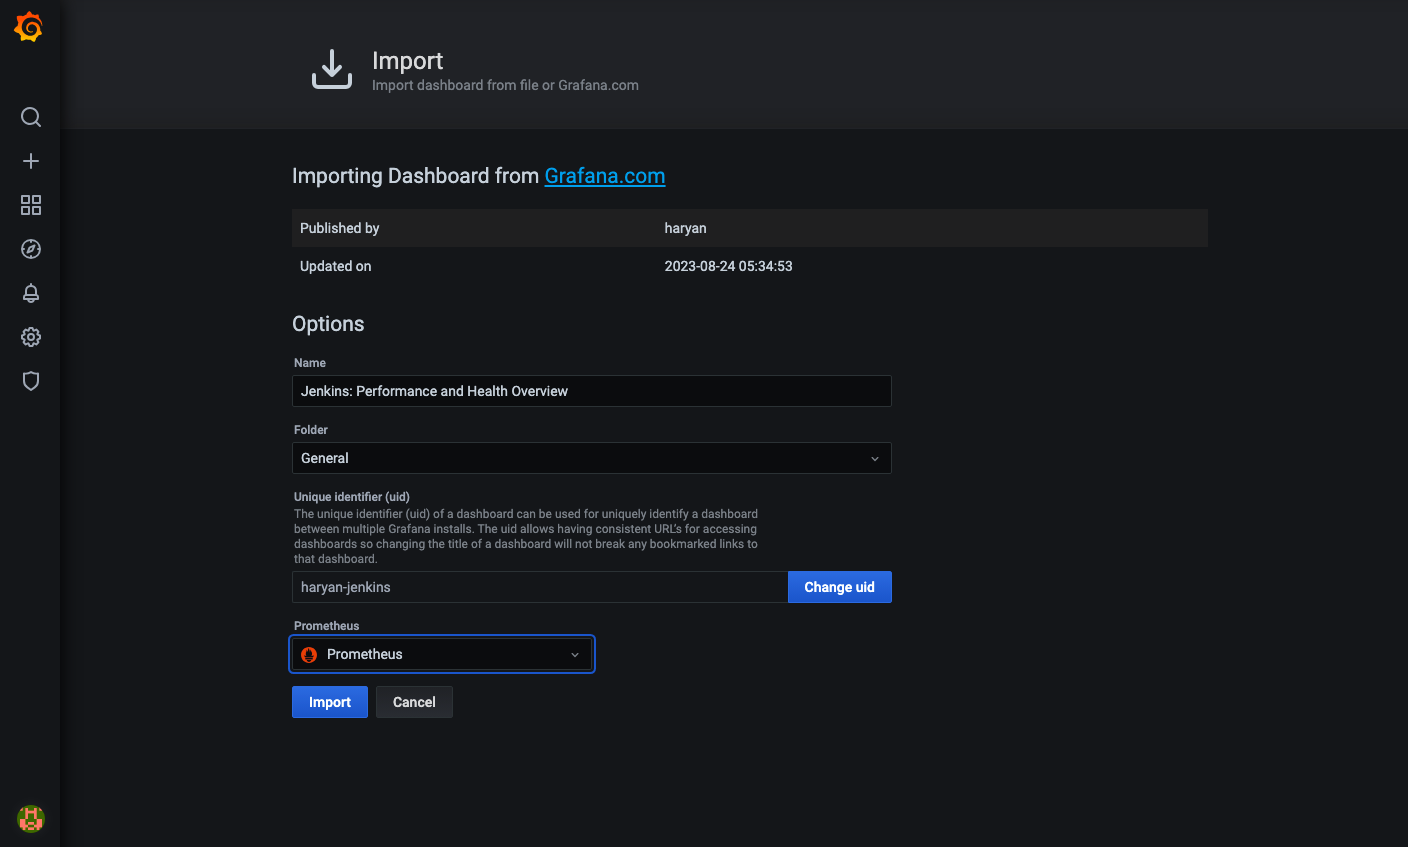 Import
Import dashboard from file or Grafana.com
Importing Dashboard from Grafana.com
Published by haryan
Updated on 2023-08-24 05:34:53
Options
Name
Jenkins: Performance and Health Overview
Folder
General
Unique identifier (uid)
The unique identifier (uid) of a dashboard can be used for uniquely identify a dashboard
between multiple Grafana installs. The uid allows having consistent URL's for accessing
dashboards so changing the title of a dashboard will not break any bookmarked links to
that dashboard.
haryan-jenkins Change uid
Prometheus
Prometheus
Import Cancel